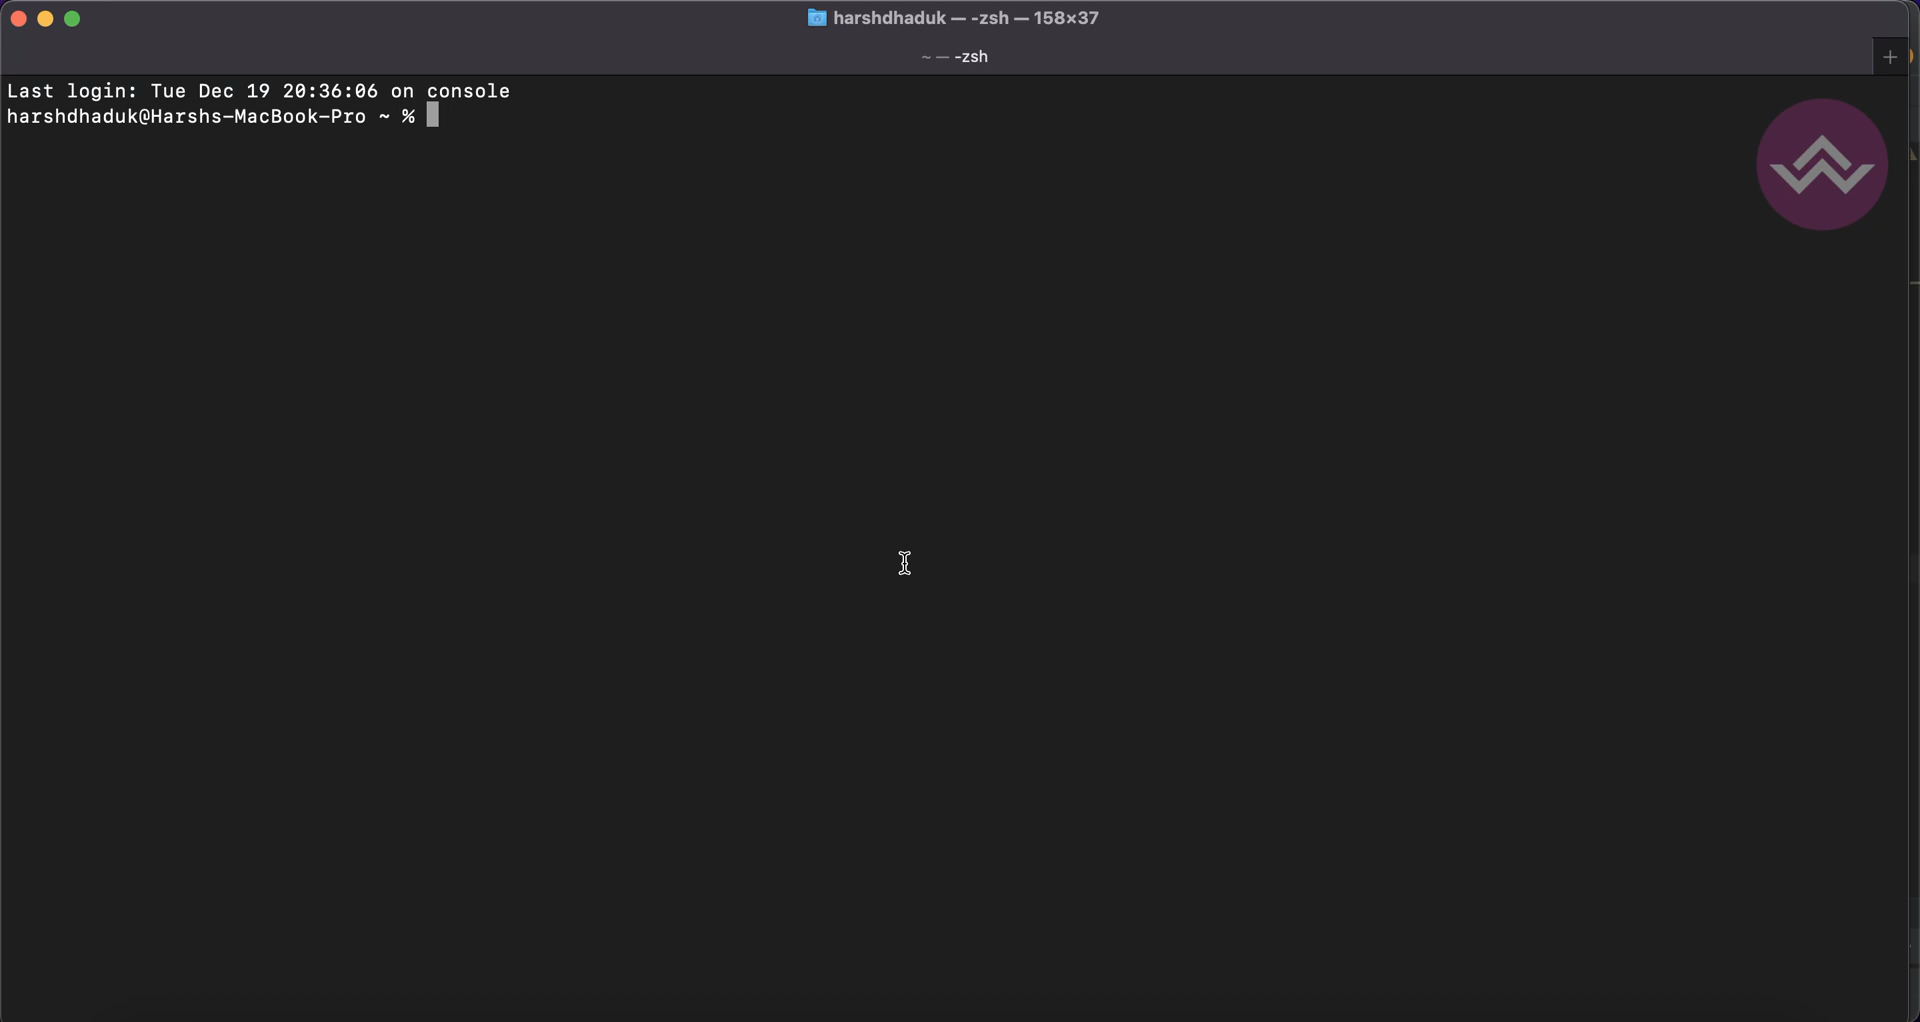 harshdhaduk — -zsh — 158×37
~ — -zsh
Last login: Tue Dec 19 20:36:06 on console
harshdhaduk@Harshs-MacBook-Pro ~ %